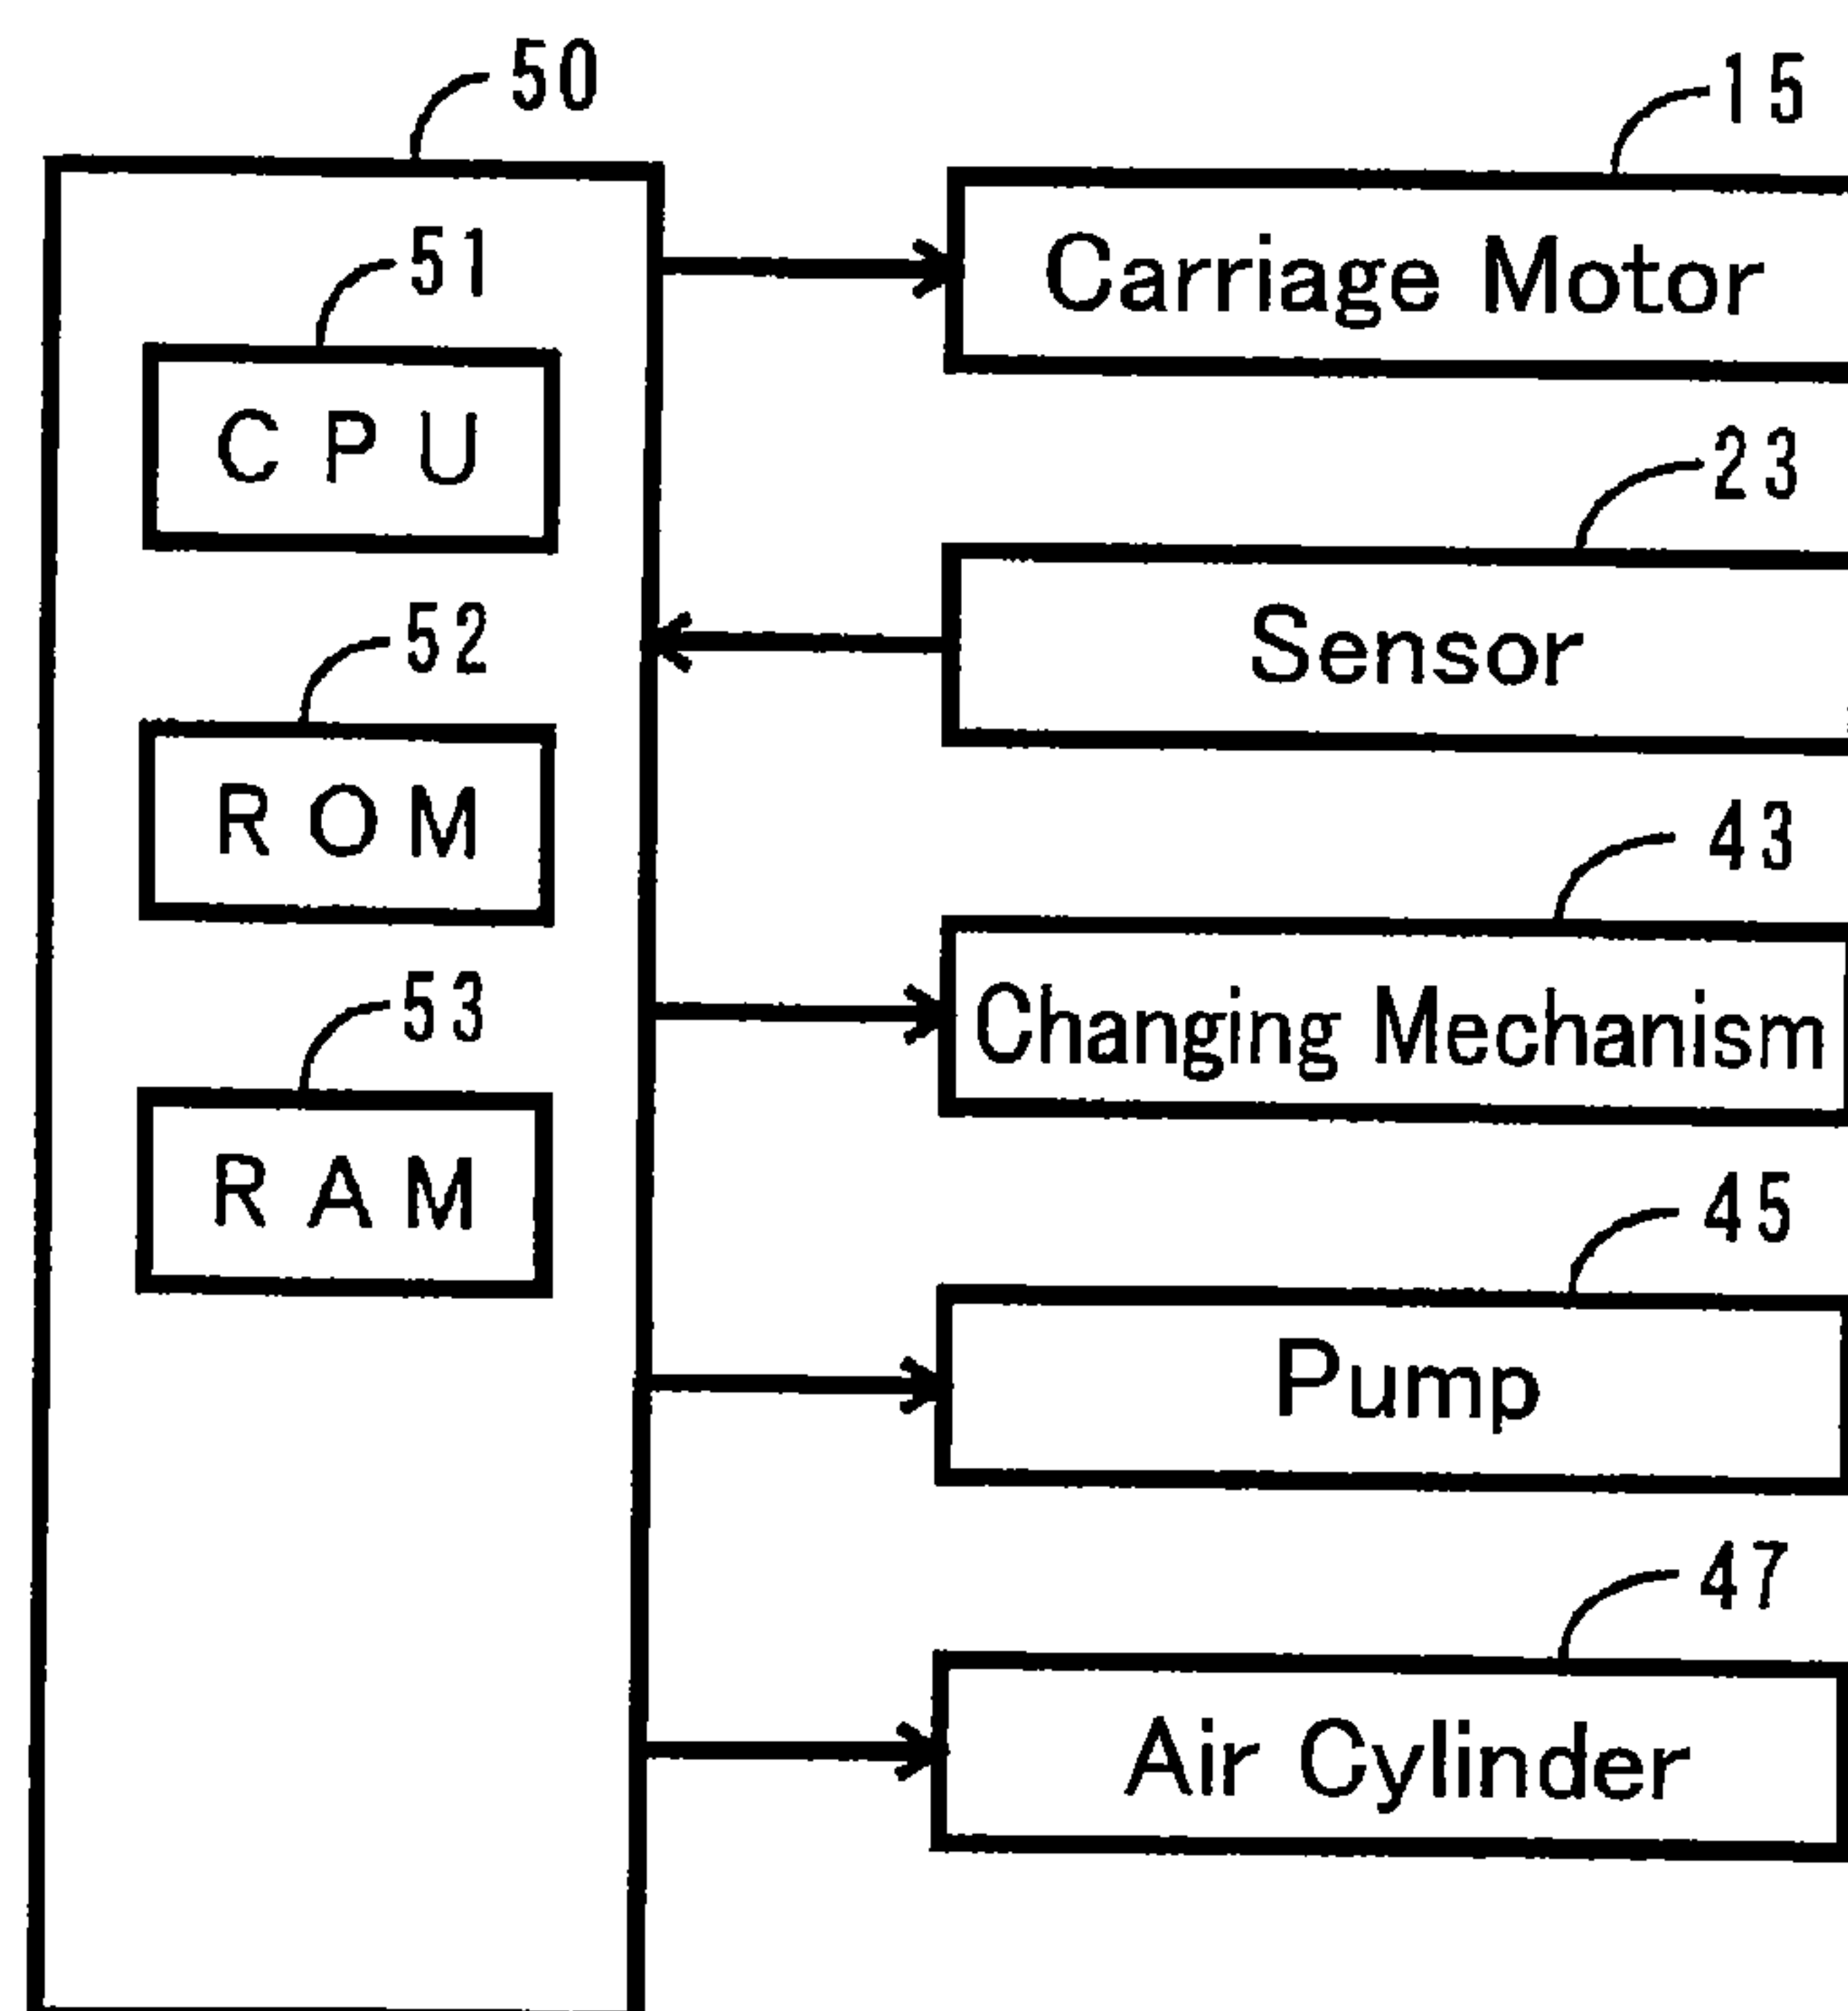 50
51
CPU
52
ROM
53
RAM
15
Carriage Motor
23
Sensor
43
Changing Mechanism
45
Pump
47
Air Cylinder